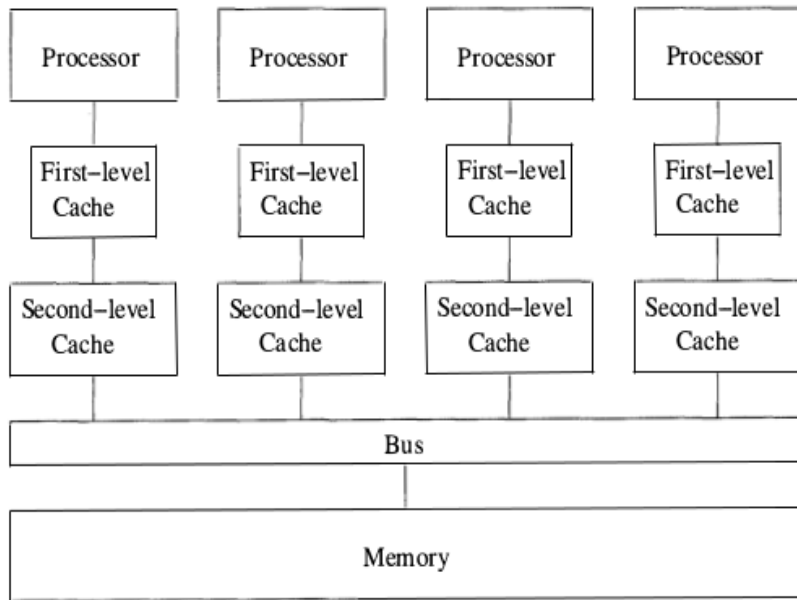 Processor
Processor
Processor
Processor
First–level
Cache
First–level
Cache
First–level
Cache
First–level
Cache
Second–level
Cache
Second–level
Cache
Second–level
Cache
Second–level
Cache
Bus
Memory